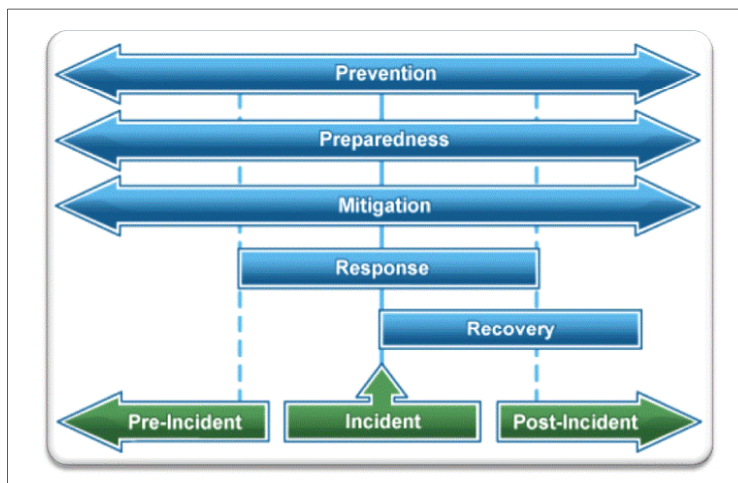 Prevention
Preparedness
Mitigation
Response
Recovery
Pre-Incident
Incident
Post-Incident